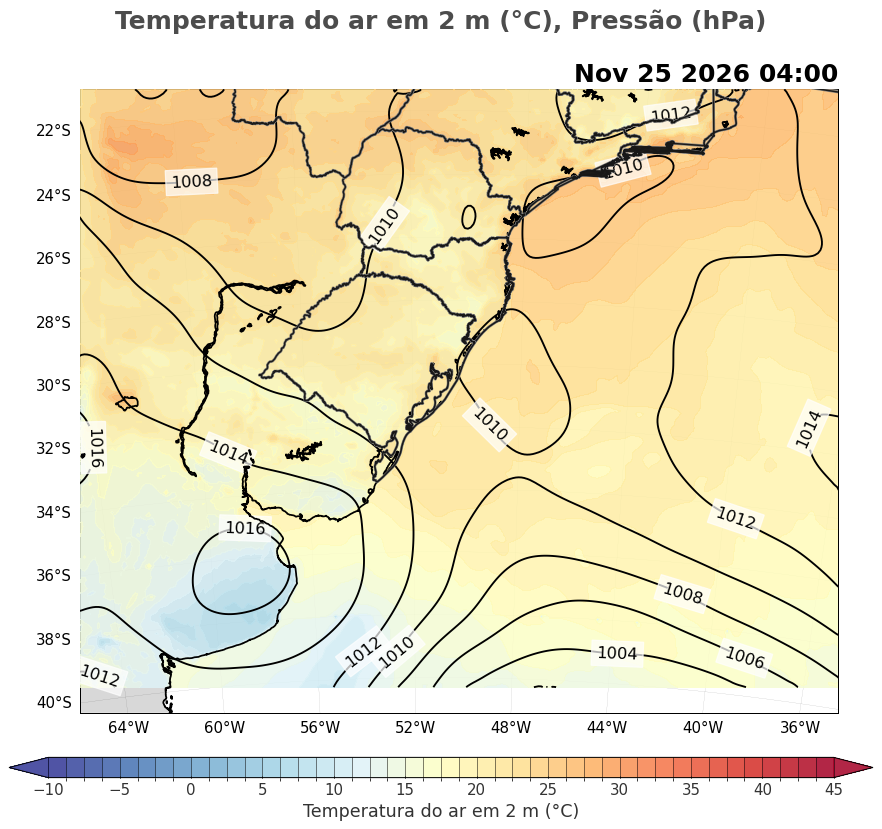 Temperatura do ar em 2 m (°C), Pressão (hPa)
Nov 25 2026 04:00
22°S
24°S
26°S
28°S
30°S
32°S
34°S
36°S
38°S
40°S
1012
1010
1008
1010
1010
1014
1016
1014
1016
1012
1008
1012
1010
1004
1006
1012
64°W 60°W 56°W 52°W 48°W 44°W 40°W 36°W
−10 −5 0 5 10 15 20 25 30 35 40 45
Temperatura do ar em 2 m (°C)